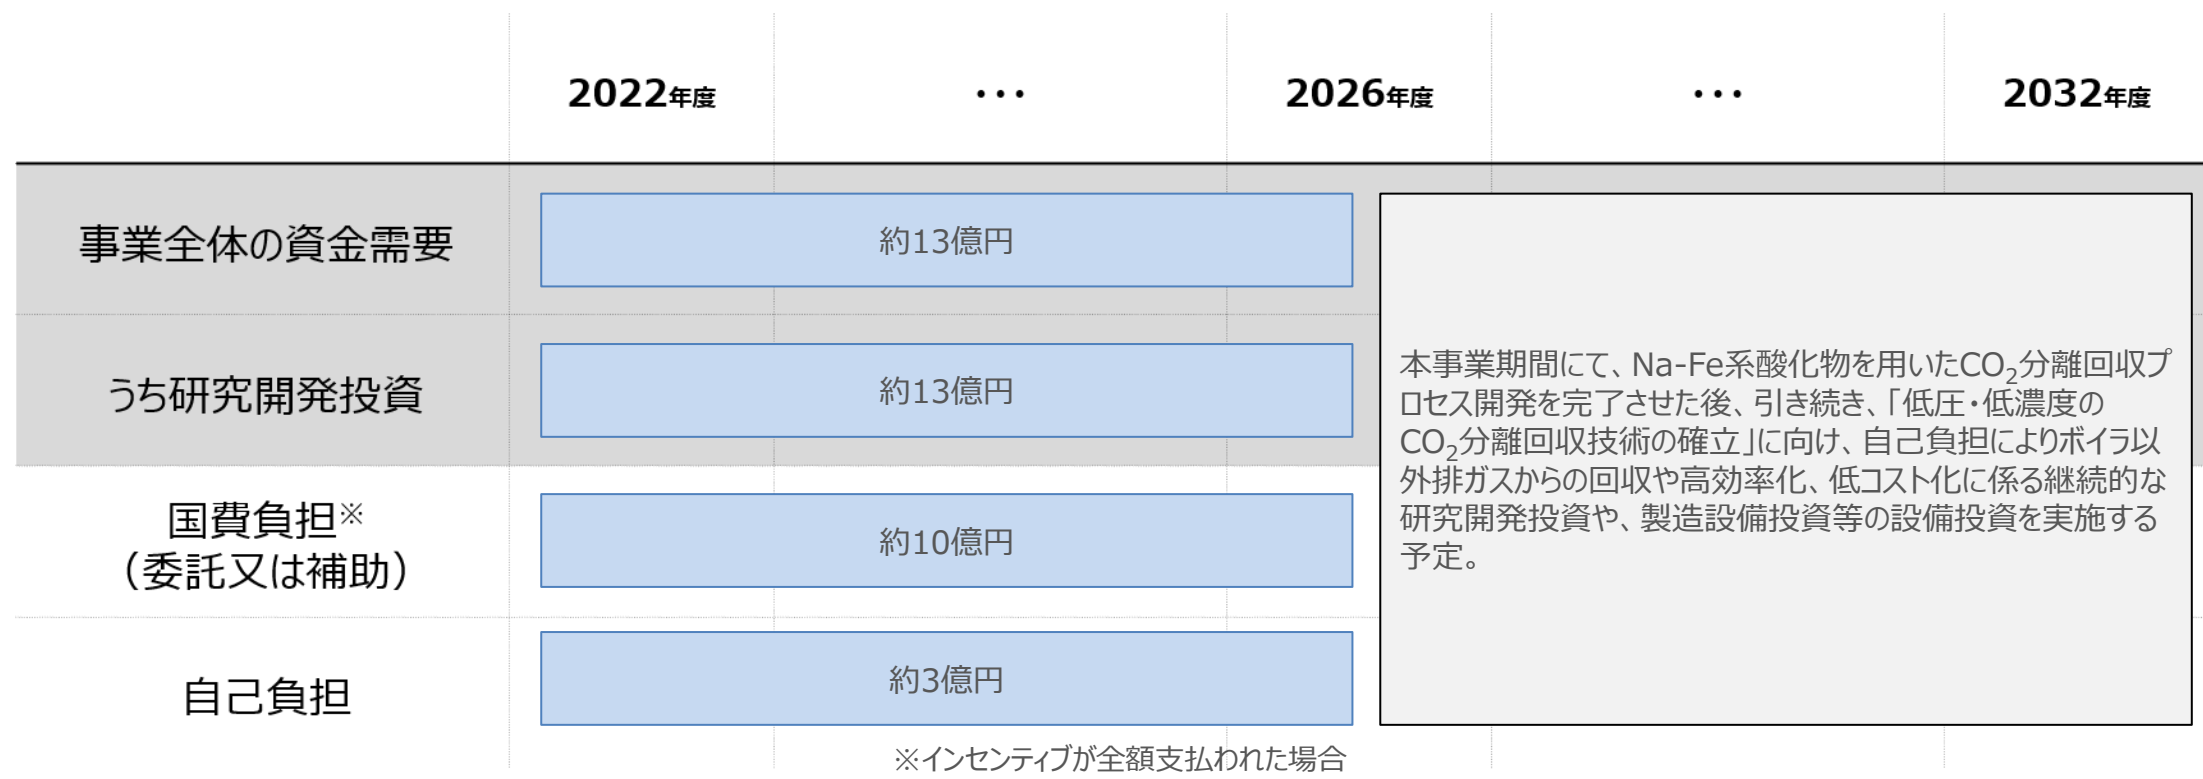 2022年度 ･･･ 2026年度 ･･･ 2032年度
事業全体の資金需要
約13億円
うち研究開発投資
約13億円
国費負担※
（委託又は補助）
約10億円
自己負担
約3億円
本事業期間にて、Na-Fe系酸化物を用いたCO₂分離回収プ
ロセス開発を完了させた後、引き続き、「低圧・低濃度の
CO₂分離回収技術の確立」に向け、自己負担によりボイラ以
外排ガスからの回収や高効率化、低コスト化に係る継続的な
研究開発投資や、製造設備投資等の設備投資を実施する
予定。
※インセンティブが全額支払われた場合